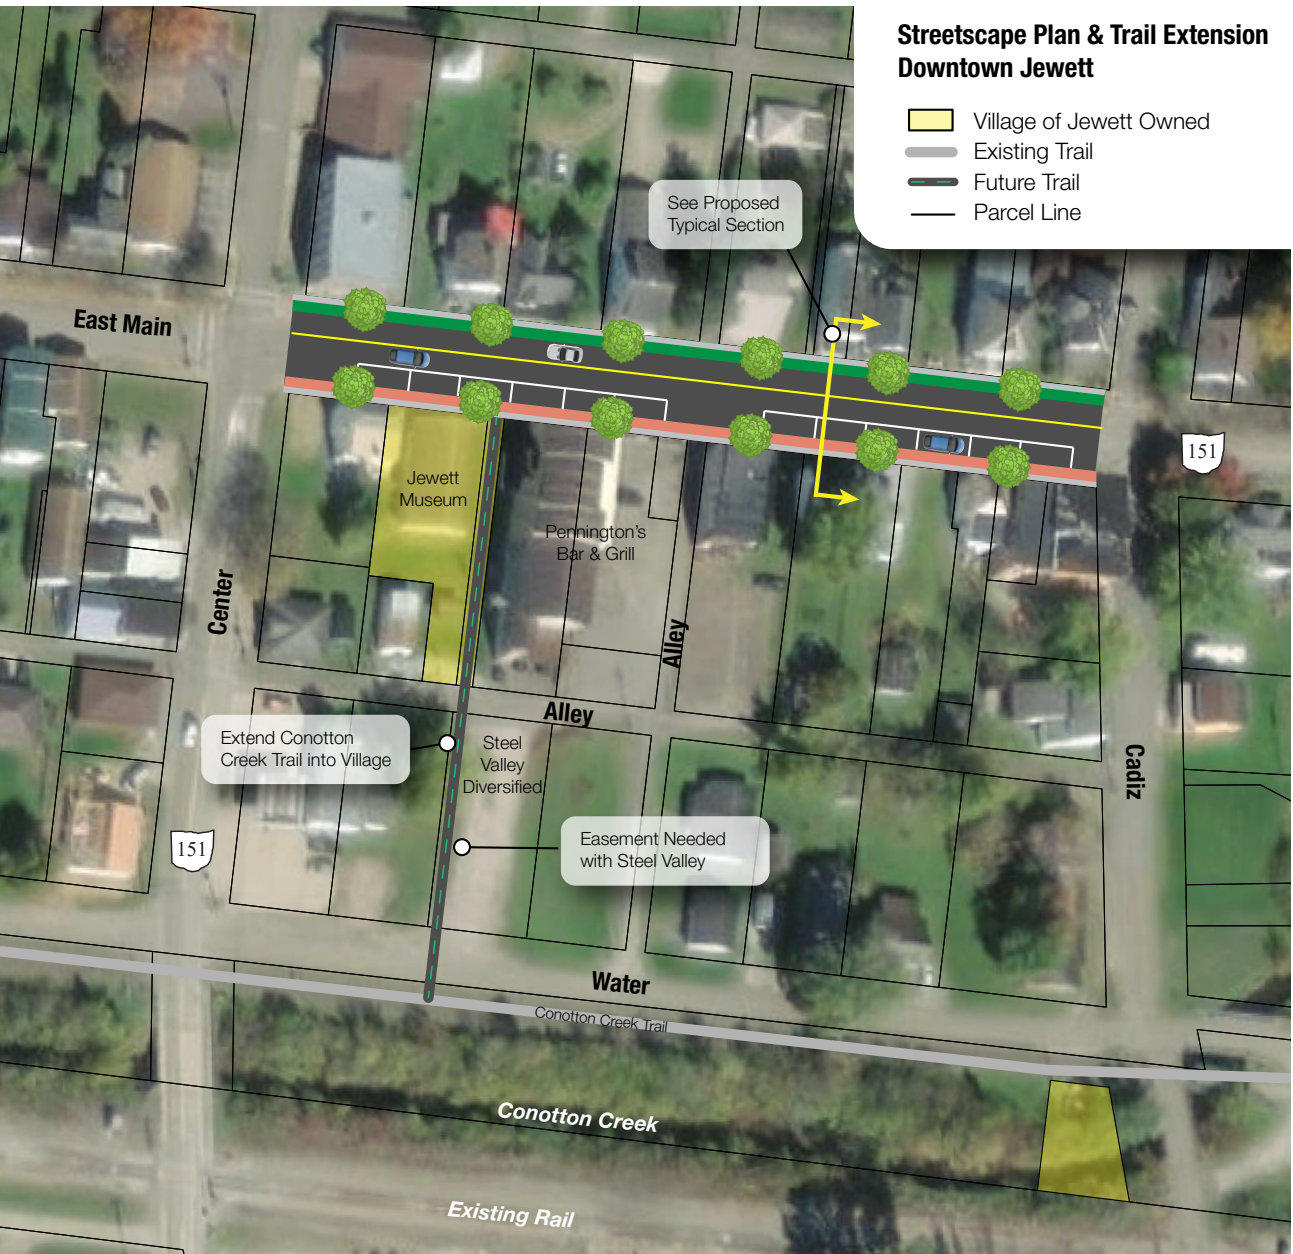 Streetscape Plan & Trail Extension
Downtown Jewett
Village of Jewett Owned
Existing Trail
Future Trail
Parcel Line
See Proposed
Typical Section
East Main
151
Jewett
Museum
Pennington's
Bar & Grill
Center
Alley
Alley
Extend Conotton
Creek Trail into Village
Steel
Valley
Diversified
Cadiz
Easement Needed
with Steel Valley
151
Water
Conotton Creek Trail
Conotton Creek
Existing Rail